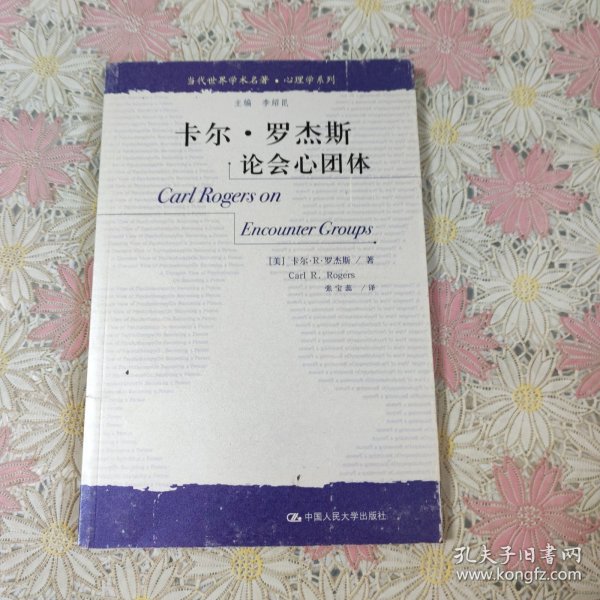 当代世界学术名著·心理学系列
主编 李绍昆
卡尔·罗杰斯
论会心团体
Carl Rogers on
Encounter Groups
[美] 卡尔·R·罗杰斯 / 著
Carl R. Rogers
张宝蕊 / 译
中国人民大学出版社
孔夫子旧书网
www.kongfz.com